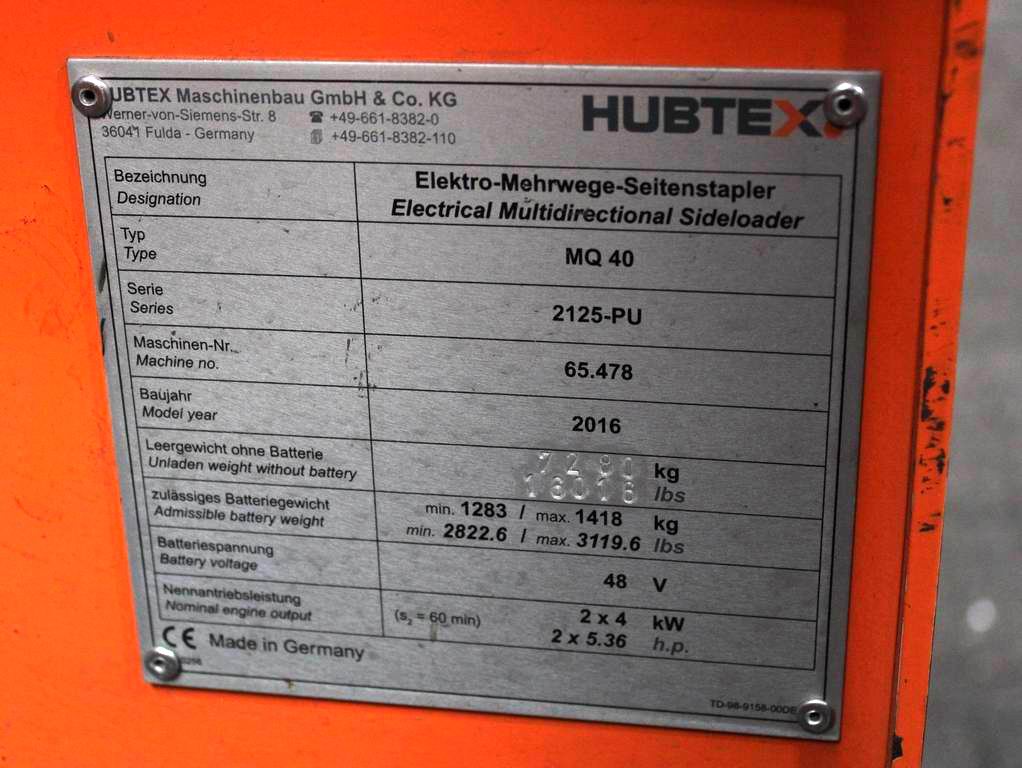 HUBTEX Maschinenbau GmbH & Co. KG
Werner-von-Siemens-Str. 8 ☎ +49-661-8382-0
36041 Fulda - Germany +49-661-8382-110
HUBTEX
Bezeichnung
Designation
Elektro-Mehrwege-Seitenstapler
Electrical Multidirectional Sideloader
Typ
Type
MQ 40
Serie
Series
2125-PU
Maschinen-Nr.
Machine no.
65.478
Baujahr
Model year
2016
Leergewicht ohne Batterie
Unladen weight without battery
7280 kg
16016 lbs
zulässiges Batteriegewicht
Admissible battery weight
min. 1283 / max. 1418 kg
min. 2822.6 / max. 3119.6 lbs
Batteriespannung
Battery voltage
48 V
Nennantriebsleistung
Nominal engine output
(s₂ = 60 min) 2 x 4 kW
2 x 5.36 h.p.
CE Made in Germany
TD-98-9158-00DE